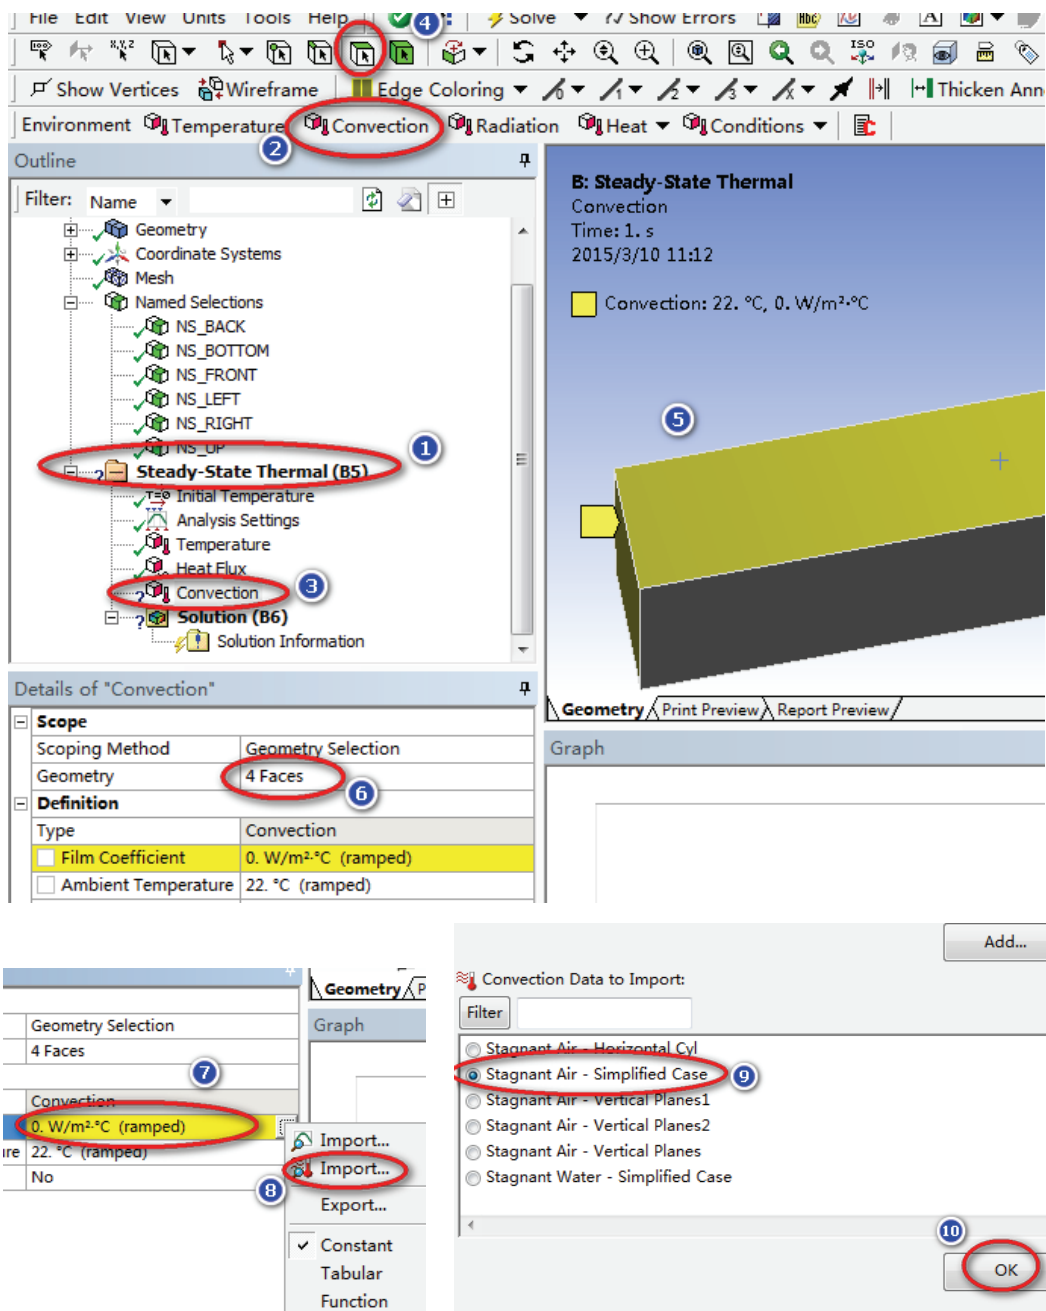 File Edit View Units Tools Help 4 Solve Show Errors
ISO
Show Vertices Wireframe Edge Coloring Thicken Ann
Environment Temperature Convection Radiation Heat Conditions
2
Outline
Filter: Name
Geometry
Coordinate Systems
Mesh
Named Selections
NS_BACK
NS_BOTTOM
NS_FRONT
NS_LEFT
NS_RIGHT
NS_UP
1
Steady-State Thermal (B5)
Initial Temperature
Analysis Settings
Temperature
Heat Flux
3
Convection
Solution (B6)
Solution Information
B: Steady-State Thermal
Convection
Time: 1. s
2015/3/10 11:12
Convection: 22. °C, 0. W/m²·°C
5
Geometry Print Preview Report Preview
Graph
Details of "Convection"
Scope
Scoping Method Geometry Selection
Geometry 4 Faces
6
Definition
Type Convection
Film Coefficient 0. W/m²·°C (ramped)
Ambient Temperature 22. °C (ramped)
Geometry P
Graph
Geometry Selection
4 Faces
7
Convection
0. W/m²·°C (ramped)
re 22. °C (ramped)
No
Import...
Import...
8
Export...
Constant
Tabular
Function
Add...
Convection Data to Import:
Filter
Stagnant Air - Horizontal Cyl
Stagnant Air - Simplified Case
9
Stagnant Air - Vertical Planes1
Stagnant Air - Vertical Planes2
Stagnant Air - Vertical Planes
Stagnant Water - Simplified Case
10
OK